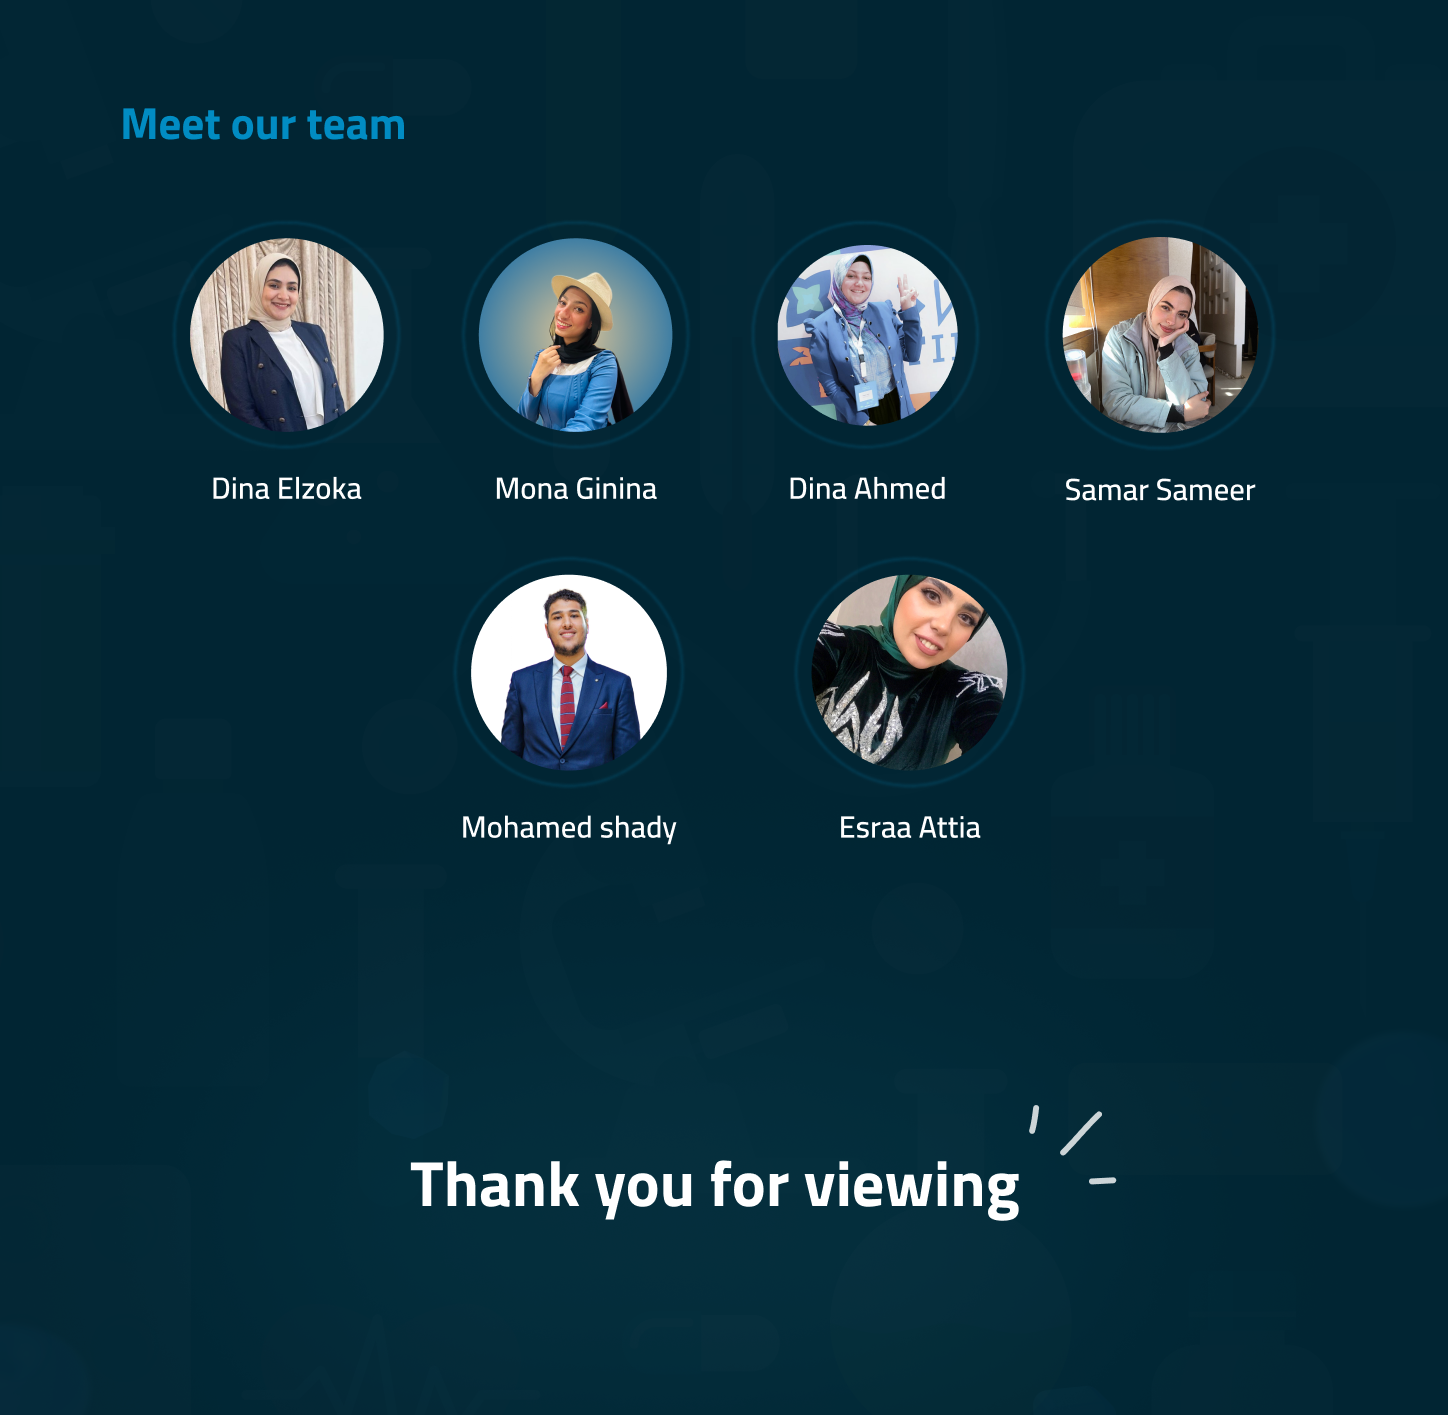 Meet our team
Dina Elzoka
Mona Ginina
Dina Ahmed
Samar Sameer
Mohamed shady
Esraa Attia
Thank you for viewing